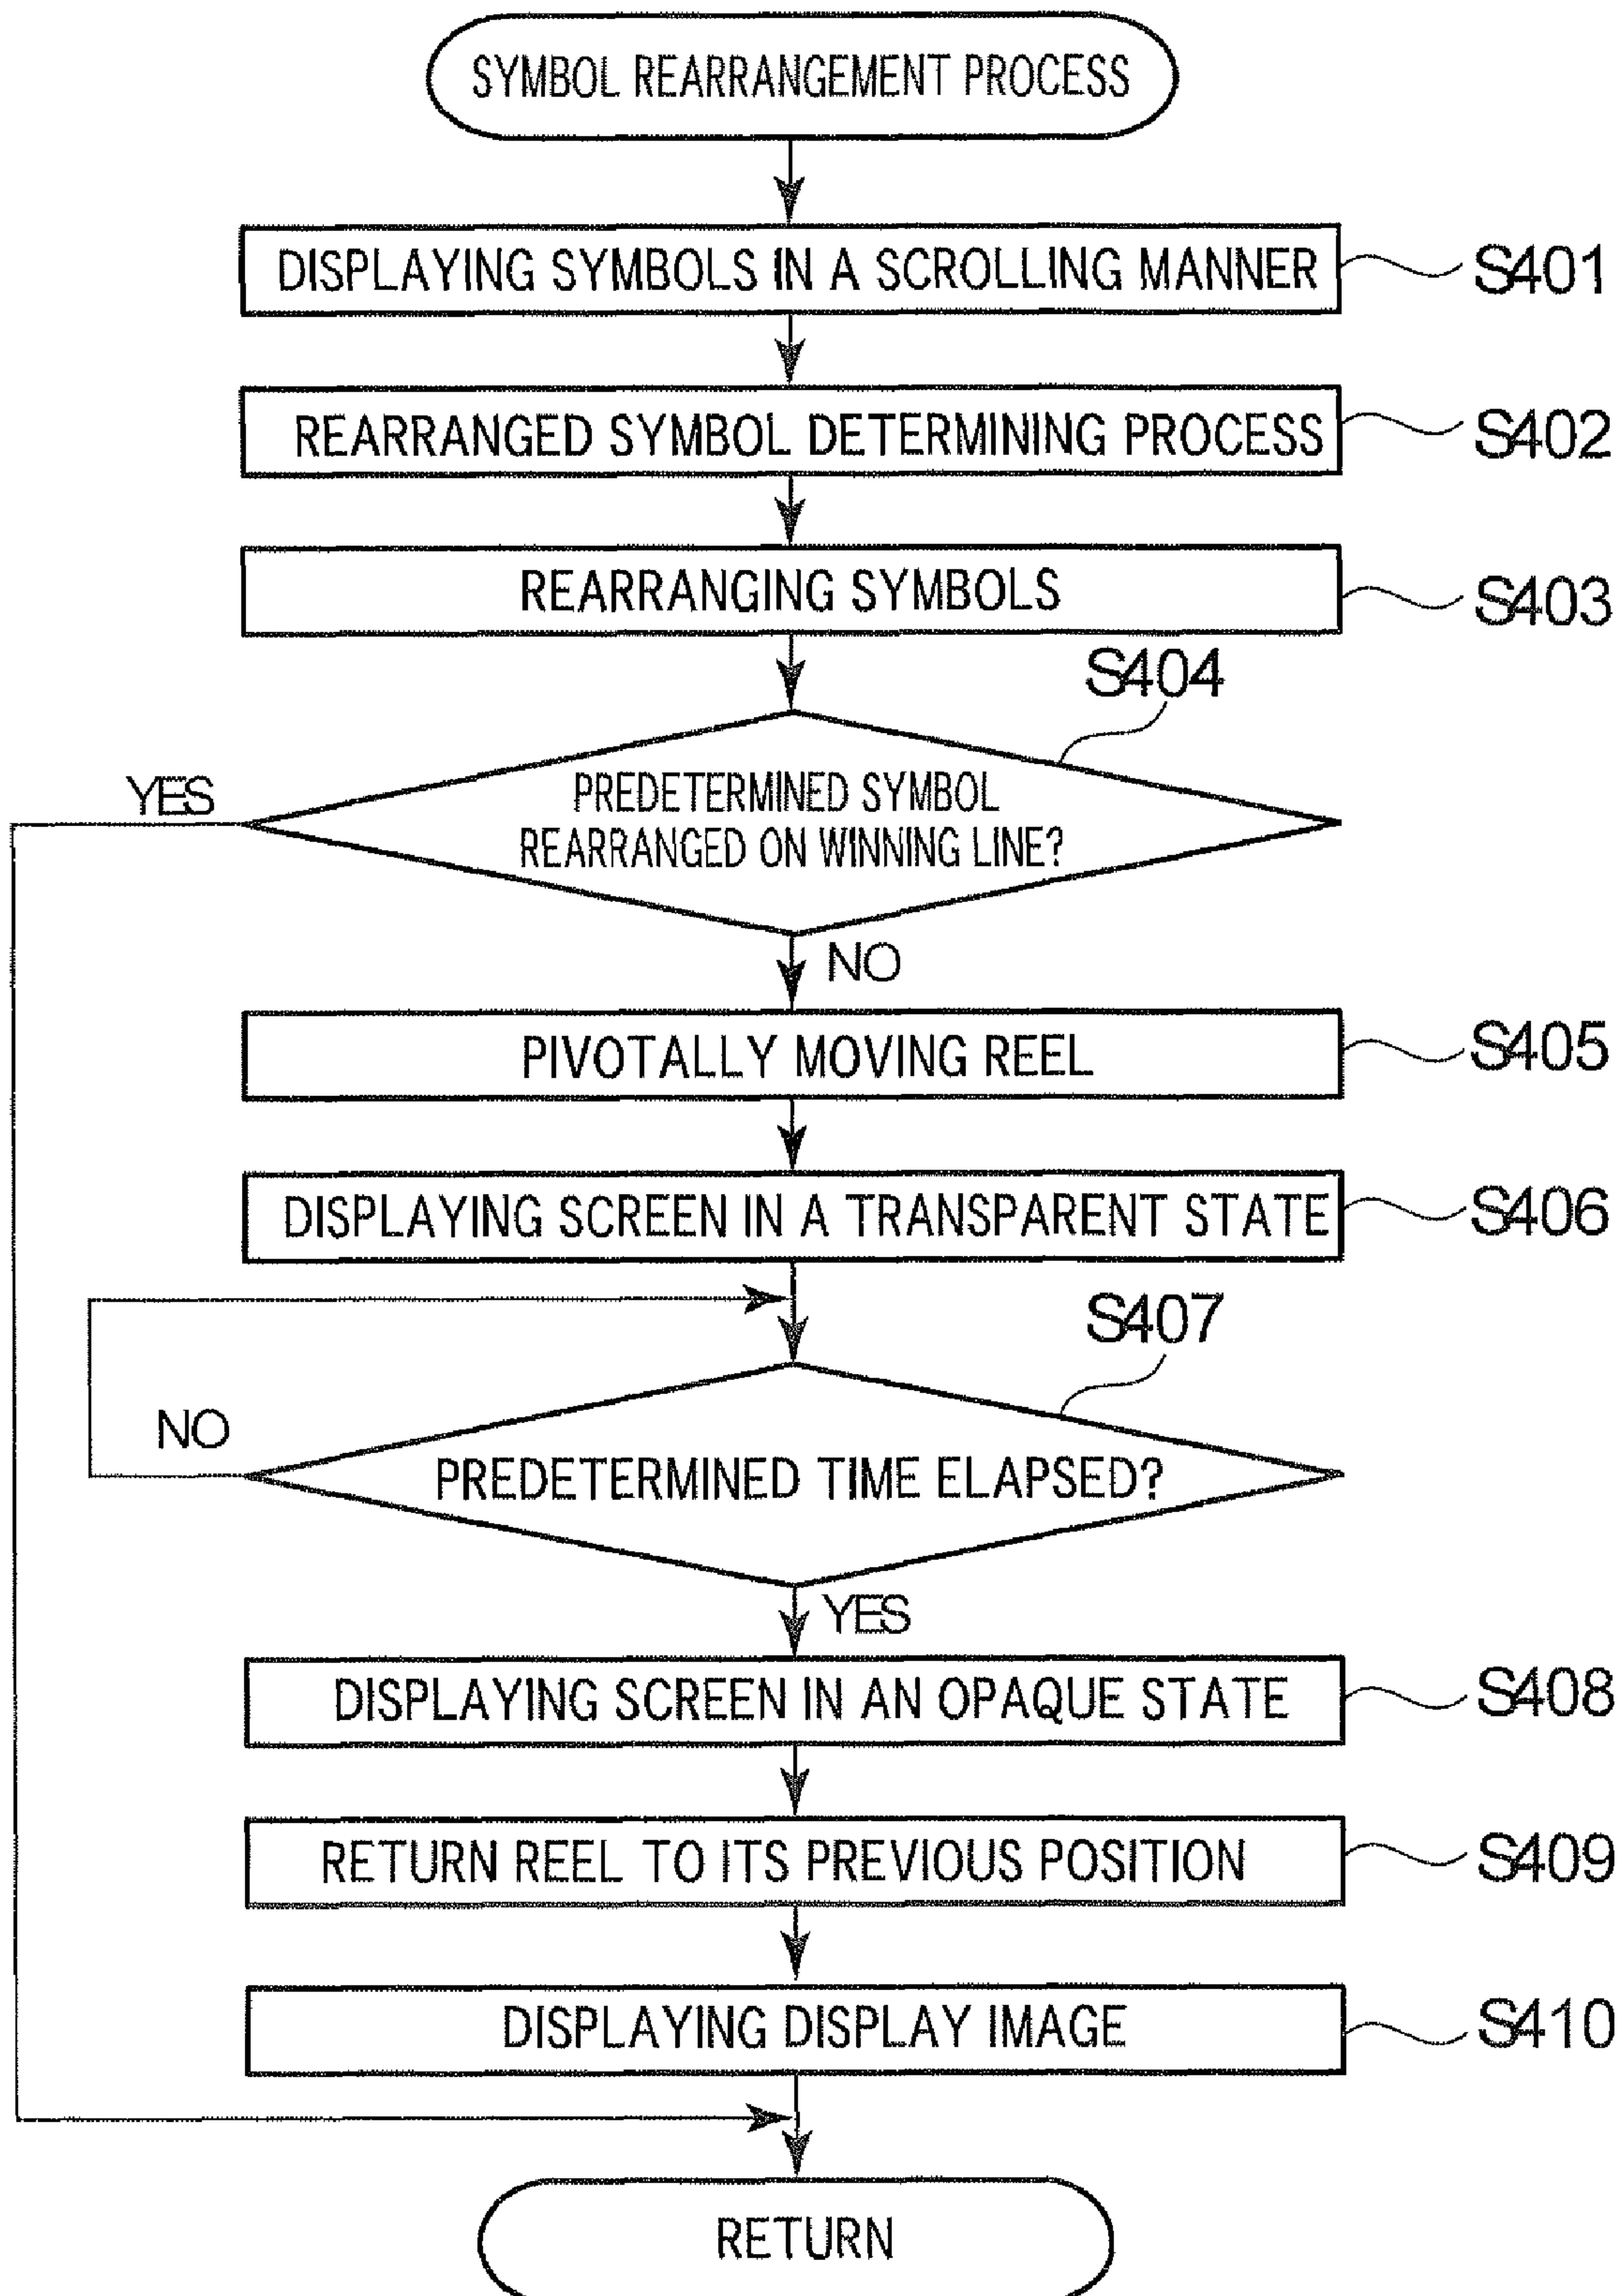 SYMBOL REARRANGEMENT PROCESS
DISPLAYING SYMBOLS IN A SCROLLING MANNER
S401
REARRANGED SYMBOL DETERMINING PROCESS
S402
REARRANGING SYMBOLS
S403
S404
YES
PREDETERMINED SYMBOL
REARRANGED ON WINNING LINE?
NO
PIVOTALLY MOVING REEL
S405
DISPLAYING SCREEN IN A TRANSPARENT STATE
S406
S407
NO
PREDETERMINED TIME ELAPSED?
YES
DISPLAYING SCREEN IN AN OPAQUE STATE
S408
RETURN REEL TO ITS PREVIOUS POSITION
S409
DISPLAYING DISPLAY IMAGE
S410
RETURN